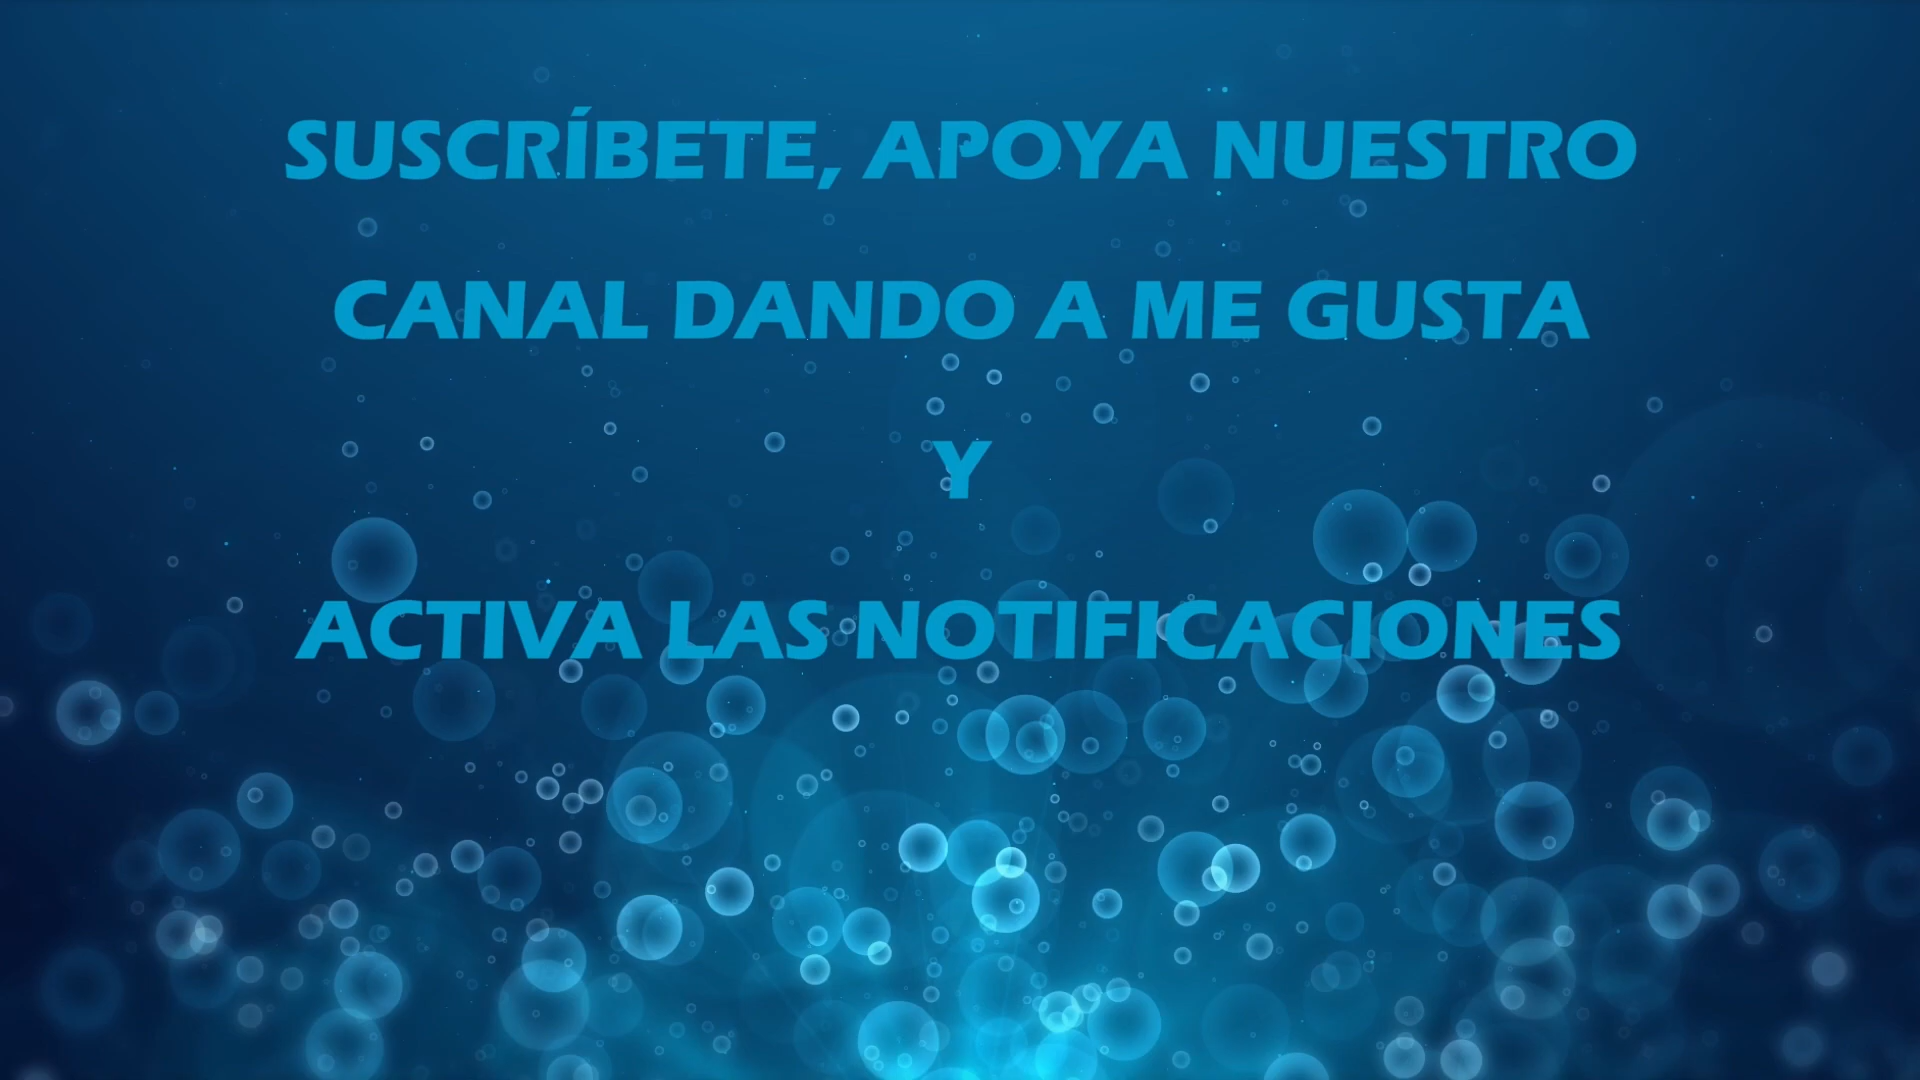 SUSCRÍBETE, APOYA NUESTRO
CANAL DANDO A ME GUSTA
Y
ACTIVA LAS NOTIFICACIONES